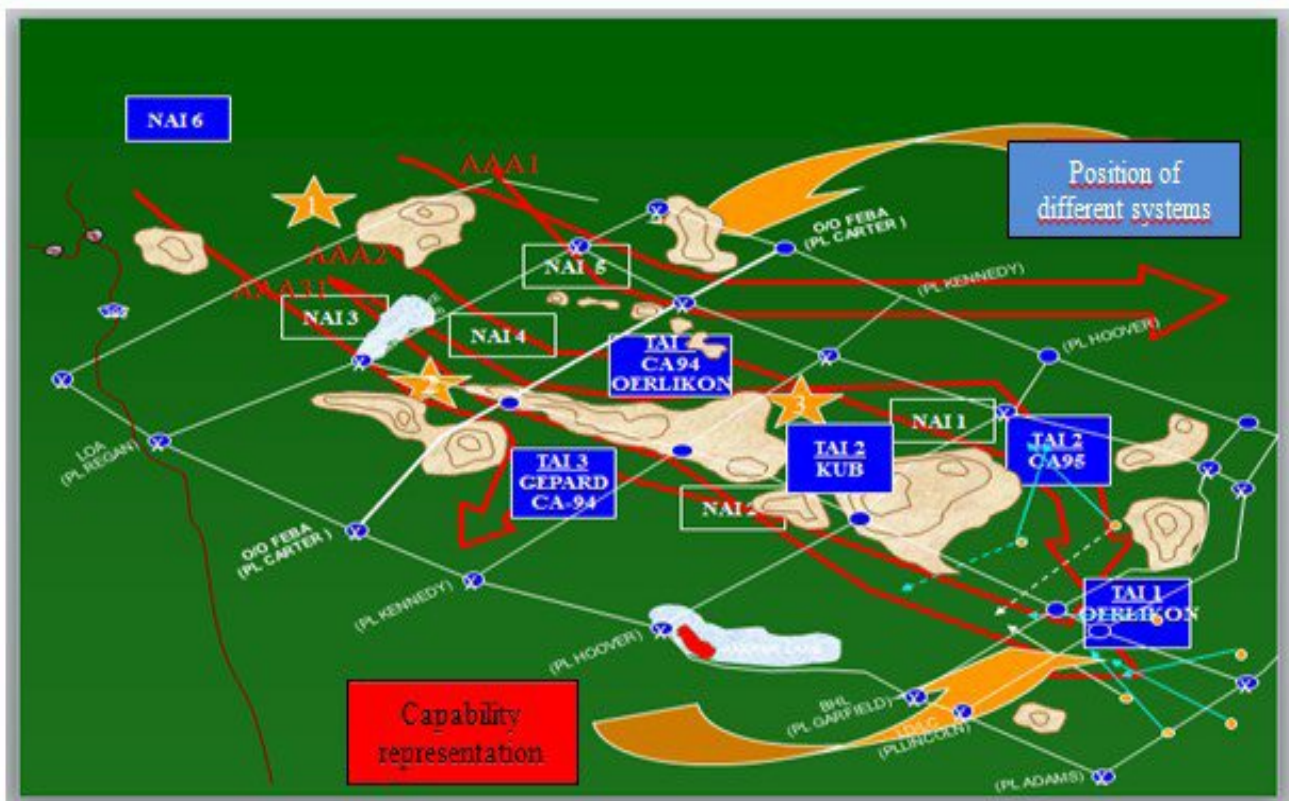 NAI 6
AAA1
Position of
different systems
1
O/O FEBA
(PL CARTER )
AAA2
NAI 5
(PL KENNEDY)
AAA31
NAI 3
NAI 4
TAI
CA94
OERLIKON
(PL HOOVER)
2
3
NAI 1
TAI 2
CA95
TAI 2
KUB
LOA
(PL REGAN)
TAI 3
GEPARD
CA-94
NAI 2
O/O FEBA
(PL CARTER )
(PL KENNEDY)
TAI 1
OERLIKON
(PL HOOVER)
BHL
(PL GARFIELD)
(PL LINCOLN)
(PL ADAMS)
Capability
representation